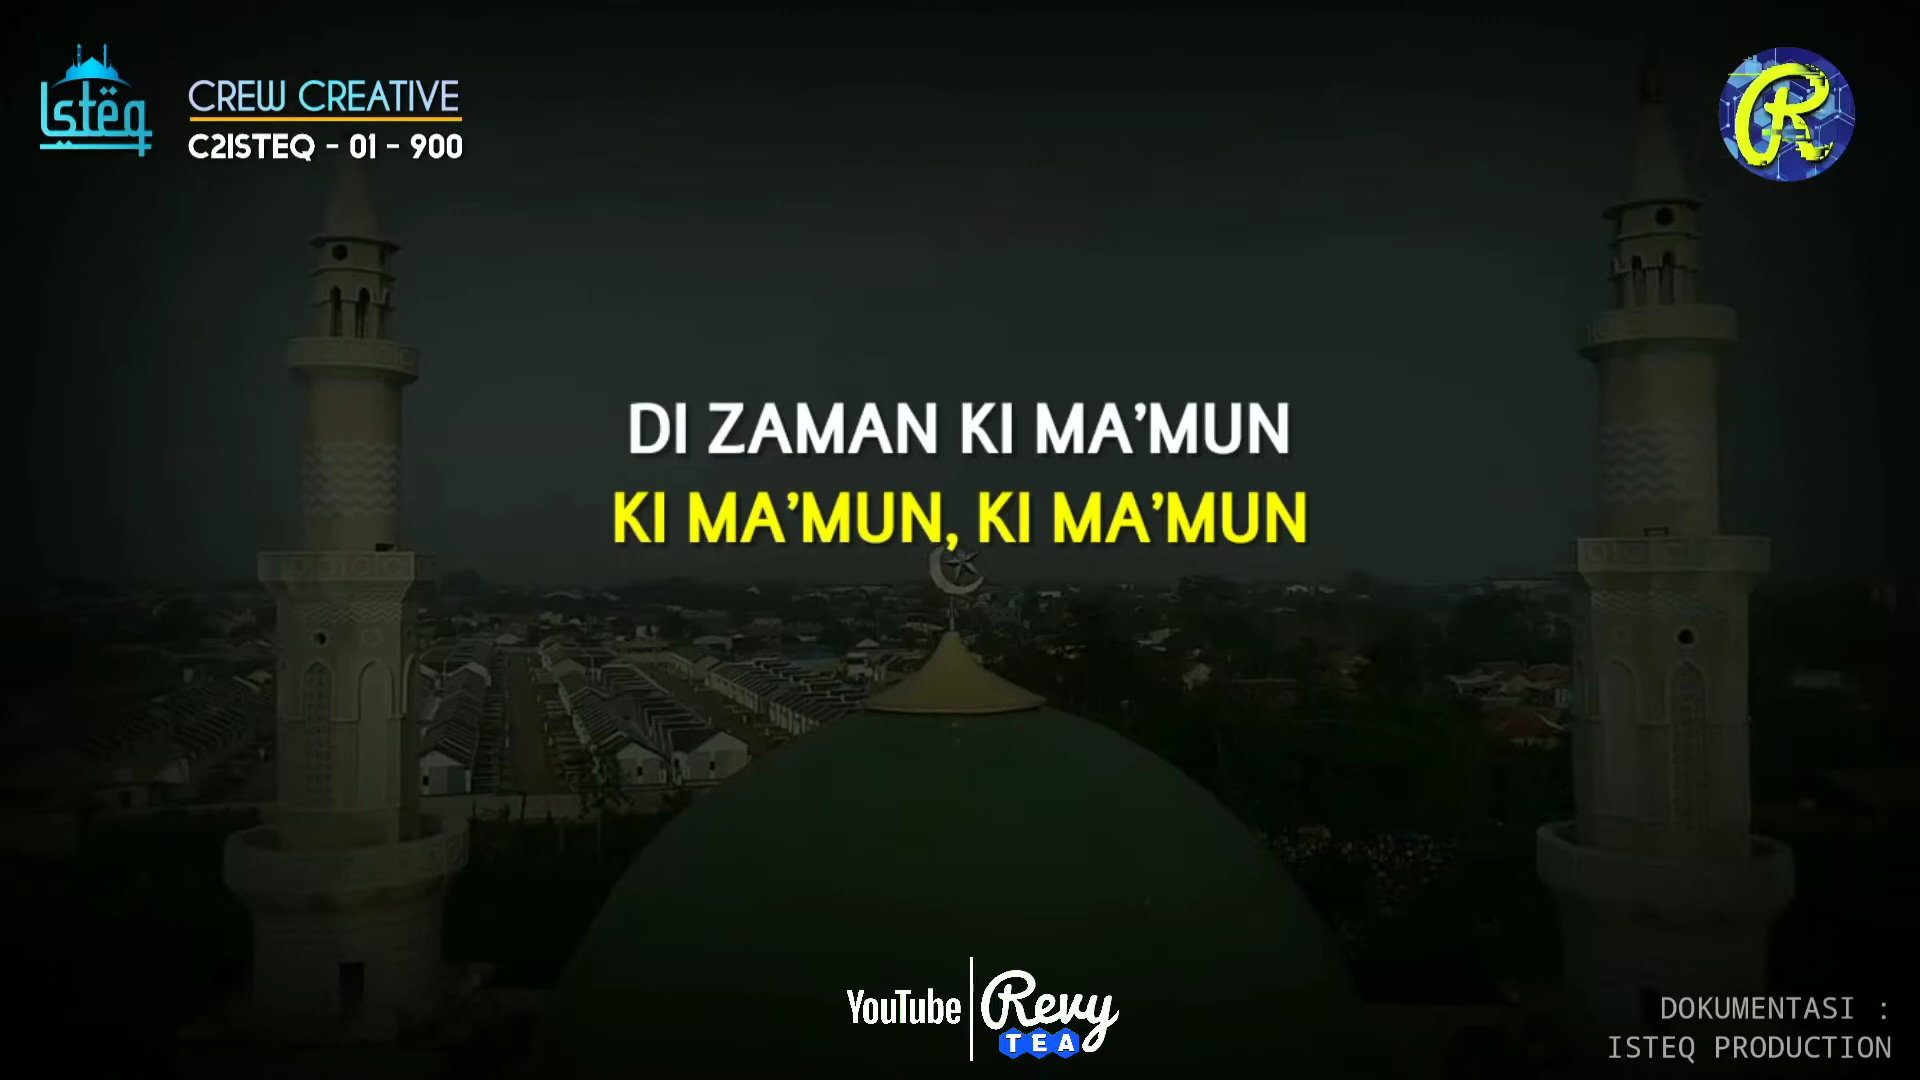 Isteq
CREW CREATIVE
C2ISTEQ - 01 - 900
R
DI ZAMAN KI MA’MUN
KI MA’MUN, KI MA’MUN
YouTube
Revy
TEA
DOKUMENTASI :
ISTEQ PRODUCTION